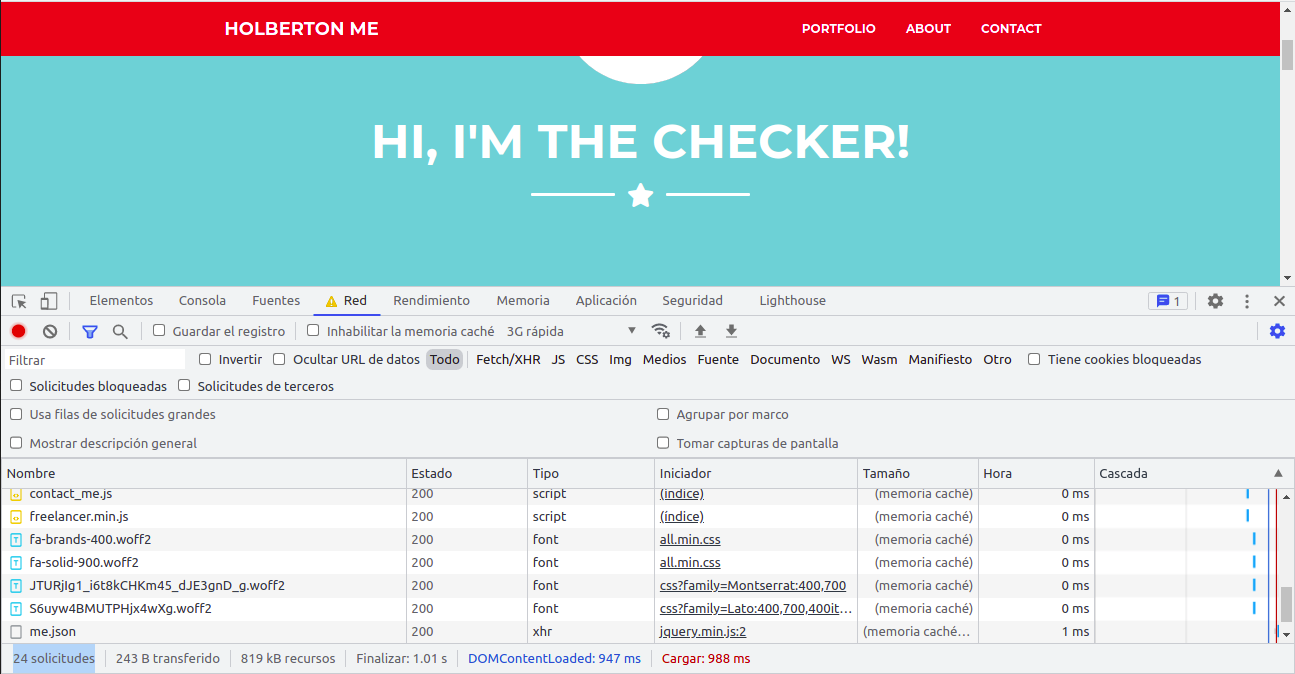 HOLBERTON ME PORTFOLIO ABOUT CONTACT
HI, I'M THE CHECKER!
Elementos Consola Fuentes Red Rendimiento Memoria Aplicación Seguridad Lighthouse 1
Guardar el registro Inhabilitar la memoria caché 3G rápida
Filtrar Invertir Ocultar URL de datos Todo Fetch/XHR JS CSS Img Medios Fuente Documento WS Wasm Manifiesto Otro Tiene cookies bloqueadas
Solicitudes bloqueadas Solicitudes de terceros
Usa filas de solicitudes grandes Agrupar por marco
Mostrar descripción general Tomar capturas de pantalla
Nombre Estado Tipo Iniciador Tamaño Hora Cascada
contact_me.js 200 script (índice) (memoria caché) 0 ms
freelancer.min.js 200 script (índice) (memoria caché) 0 ms
fa-brands-400.woff2 200 font all.min.css (memoria caché) 0 ms
fa-solid-900.woff2 200 font all.min.css (memoria caché) 0 ms
JTURjIg1_i6t8kCHKm45_dJE3gnD_g.woff2 200 font css?family=Montserrat:400,700 (memoria caché) 0 ms
S6uyw4BMUTPHjx4wXg.woff2 200 font css?family=Lato:400,700,400it… (memoria caché) 0 ms
me.json 200 xhr jquery.min.js:2 (memoria caché… 1 ms
24 solicitudes 243 B transferido 819 kB recursos Finalizar: 1.01 s DOMContentLoaded: 947 ms Cargar: 988 ms